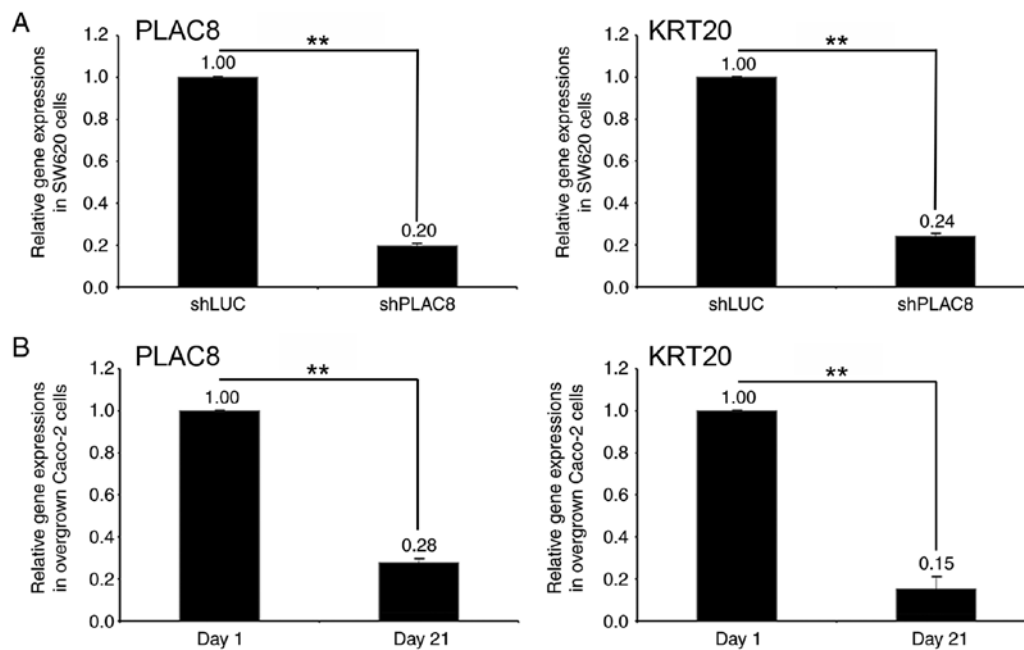 A
PLAC8
Relative gene expressions
in SW620 cells
1.2
1.0
0.8
0.6
0.4
0.2
0.0
**
1.00
0.20
shLUC
shPLAC8
KRT20
Relative gene expressions
in SW620 cells
1.2
1.0
0.8
0.6
0.4
0.2
0.0
**
1.00
0.24
shLUC
shPLAC8
B
PLAC8
Relative gene expressions
in overgrown Caco-2 cells
1.2
1.0
0.8
0.6
0.4
0.2
0.0
**
1.00
0.28
Day 1
Day 21
KRT20
Relative gene expressions
in overgrown Caco-2 cells
1.2
1.0
0.8
0.6
0.4
0.2
0.0
**
1.00
0.15
Day 1
Day 21